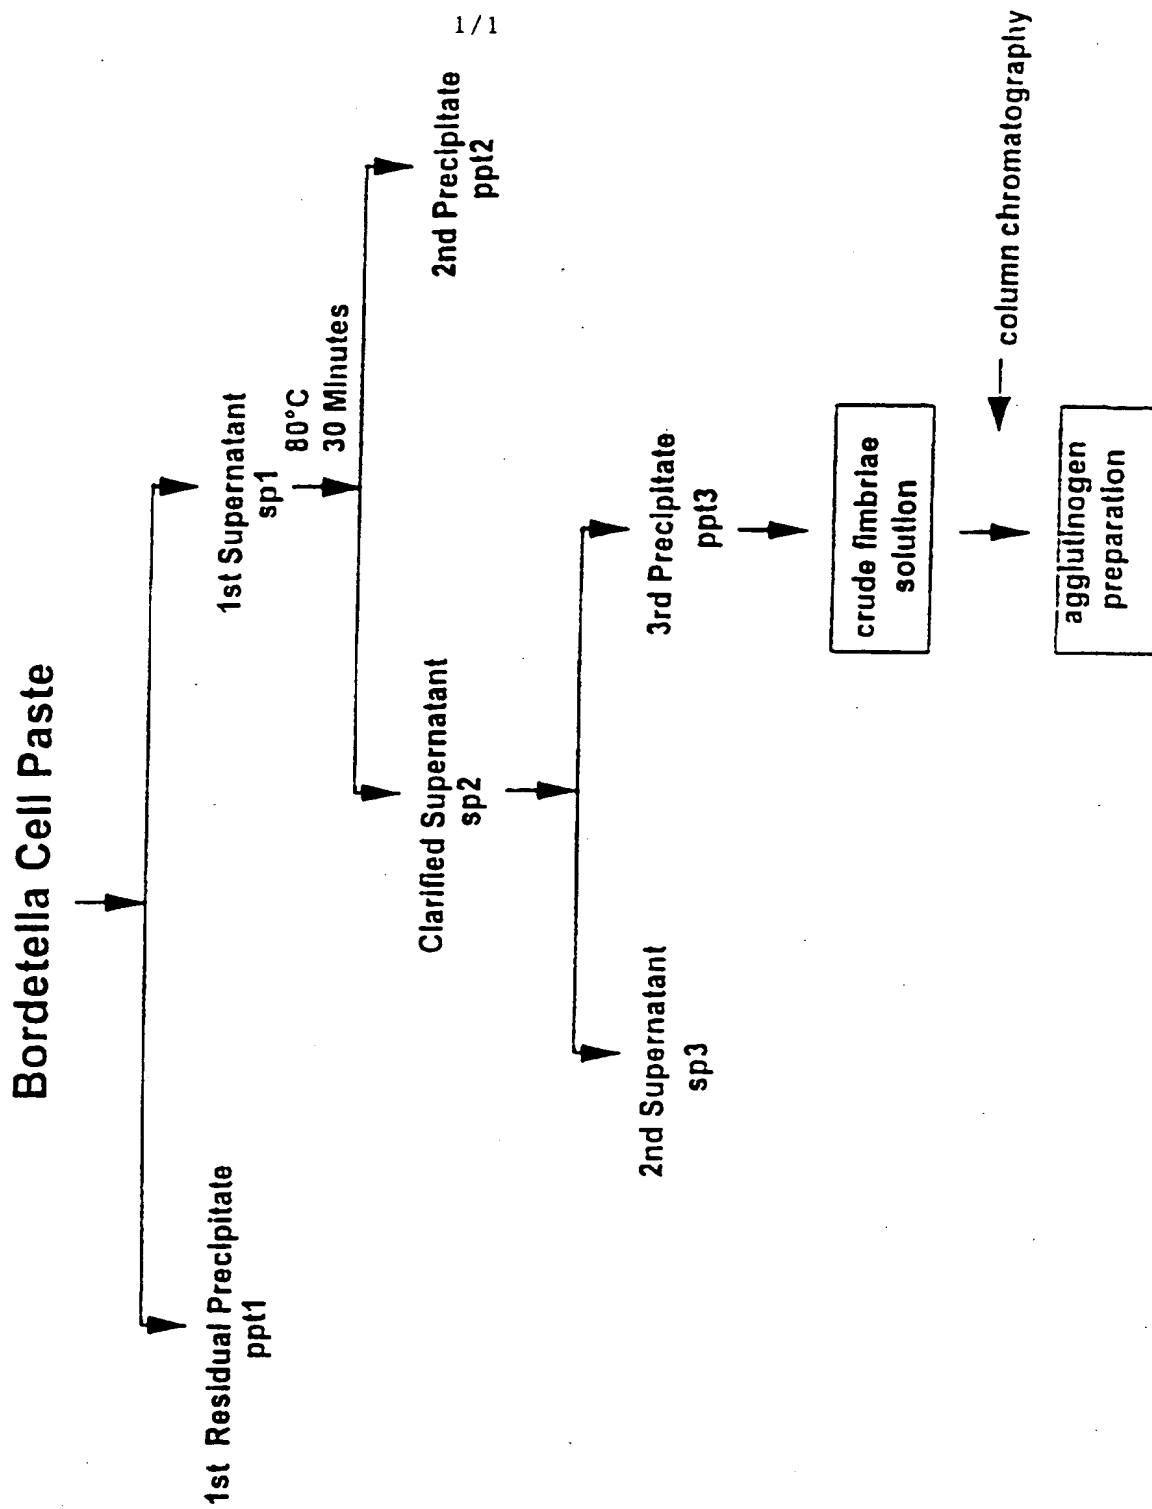 1/1
Bordetella Cell Paste
1st Residual Precipitate
ppt1
1st Supernatant
sp1
80°C
30 Minutes
Clarified Supernatant
sp2
2nd Precipitate
ppt2
2nd Supernatant
sp3
3rd Precipitate
ppt3
crude fimbriae
solution
column chromatography
agglutinogen
preparation